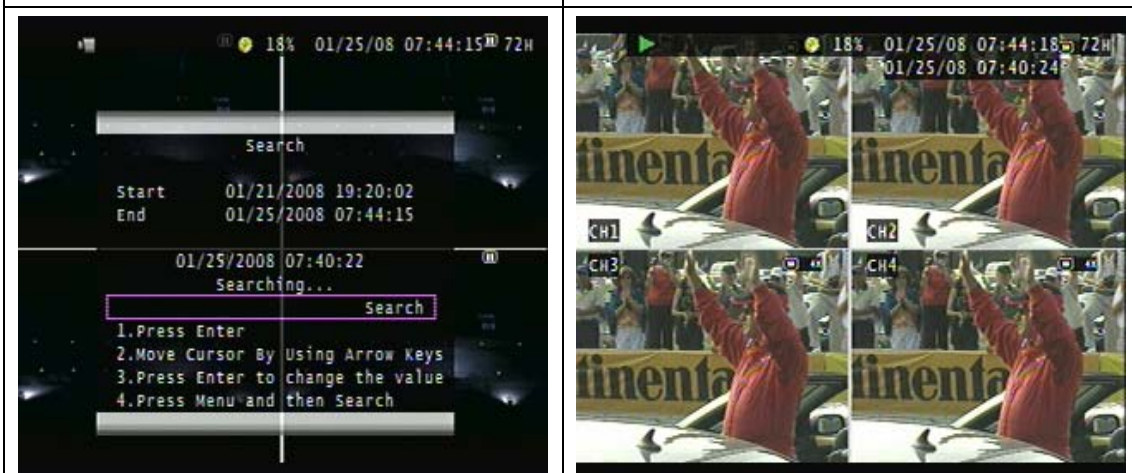 18% 01/25/08 07:44:15 72H
Search
Start 01/21/2008 19:20:02
End 01/25/2008 07:44:15
01/25/2008 07:40:22
Searching...
Search
1.Press Enter
2.Move Cursor By Using Arrow Keys
3.Press Enter to change the value
4.Press Menu and then Search
18% 01/25/08 07:44:18 72H
01/25/08 07:40:24
tinenta
tinenta
CH1
CH2
CH3
CH4
tinenta
tinenta